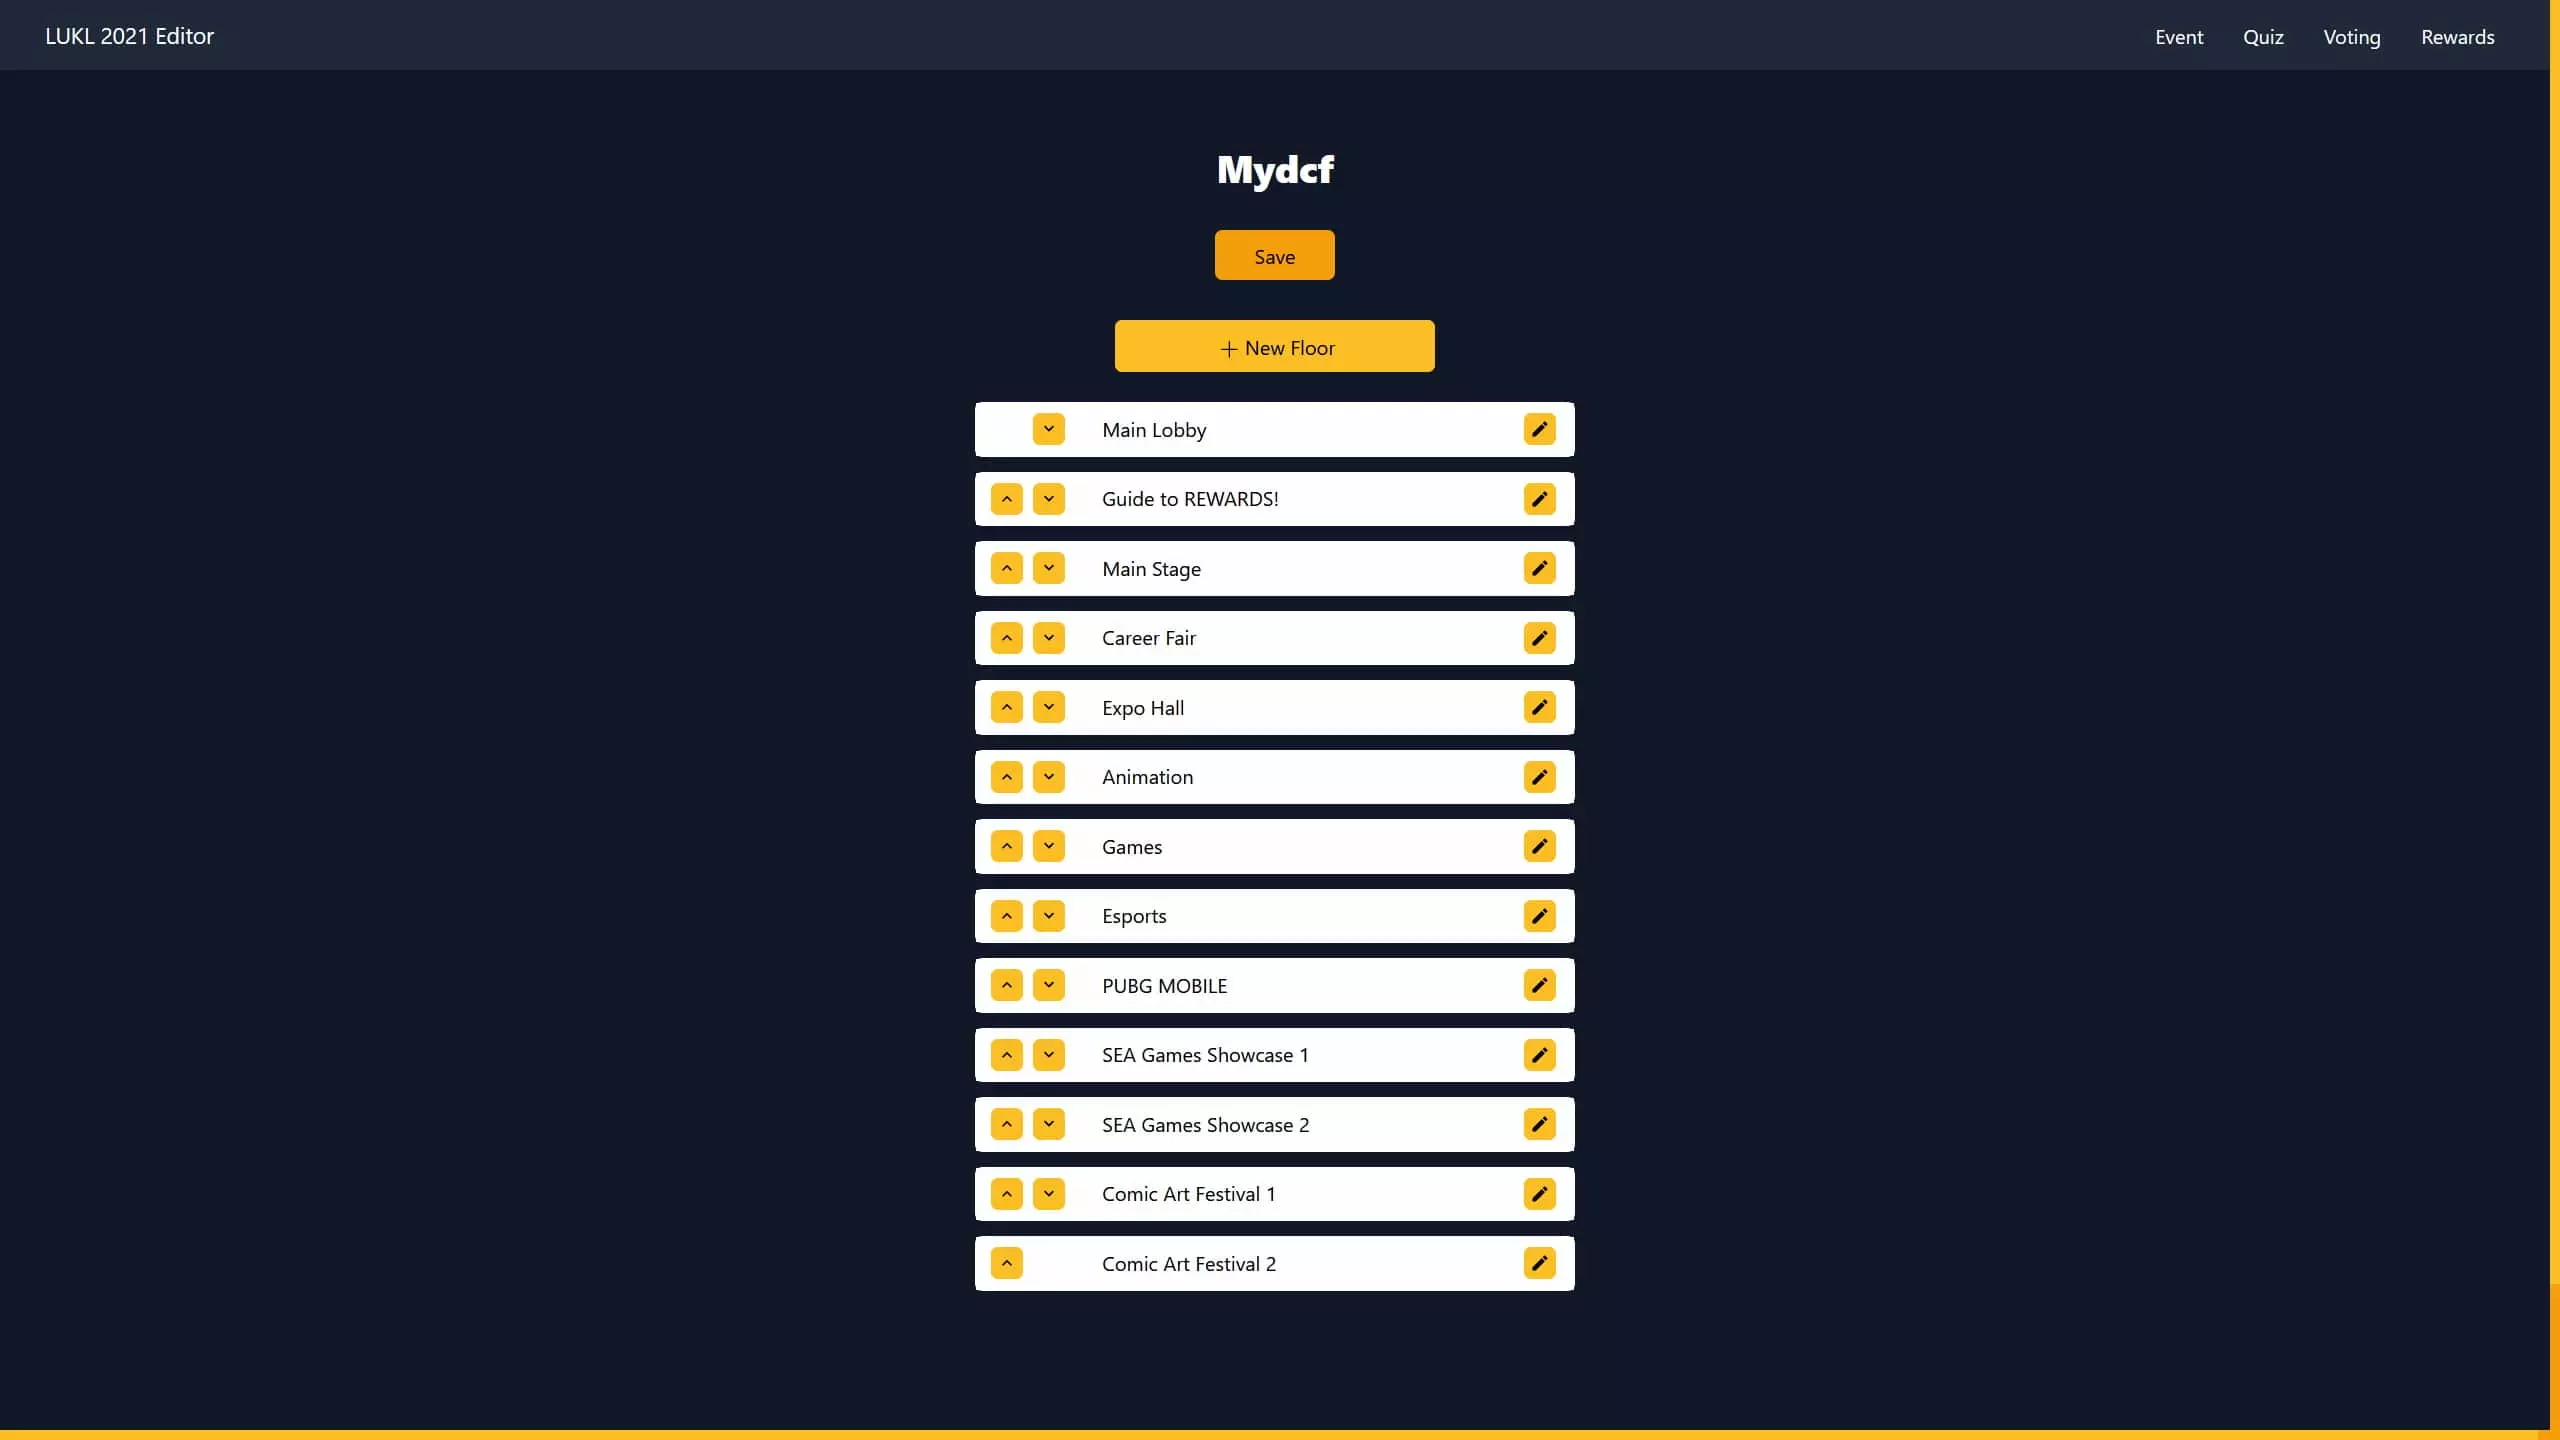 LUKL 2021 Editor
Event Quiz Voting Rewards
Mydcf
Save
+ New Floor
Main Lobby
Guide to REWARDS!
Main Stage
Career Fair
Expo Hall
Animation
Games
Esports
PUBG MOBILE
SEA Games Showcase 1
SEA Games Showcase 2
Comic Art Festival 1
Comic Art Festival 2